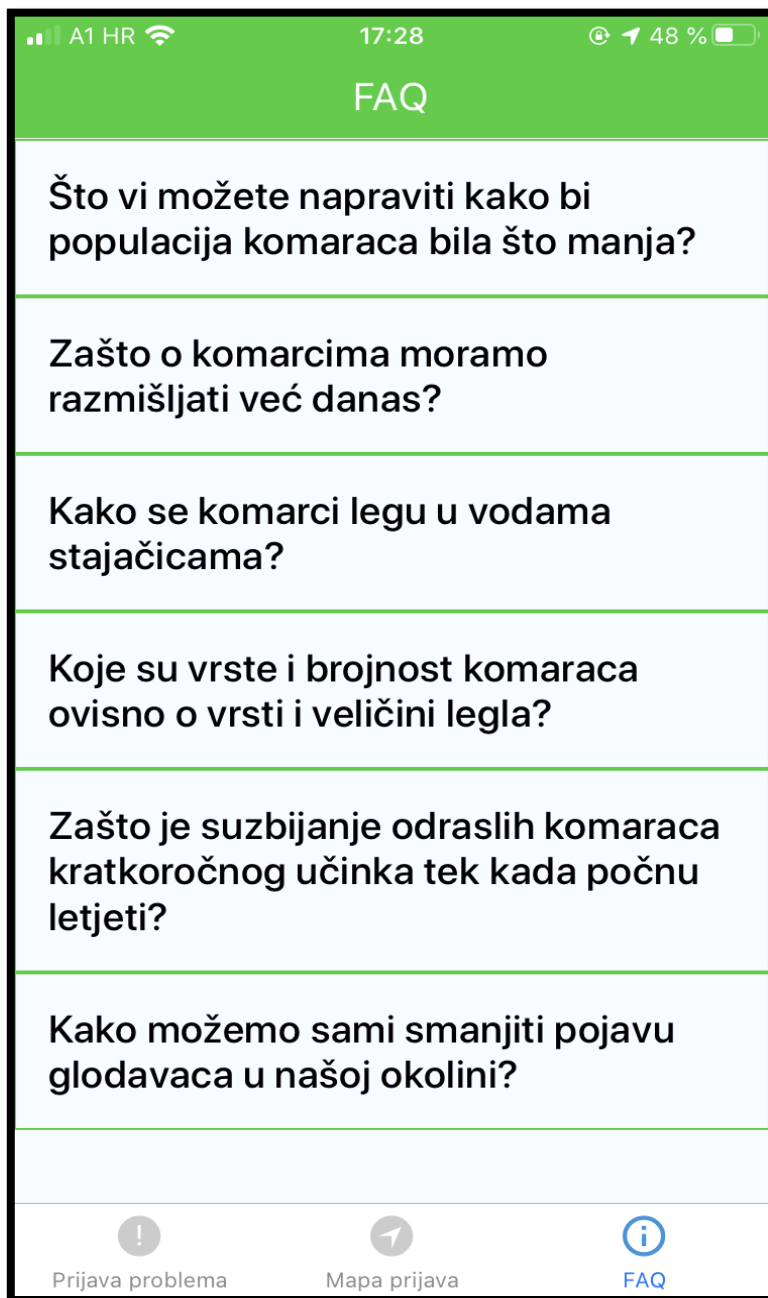 A1 HR 17:28 48 %
FAQ
Što vi možete napraviti kako bi
populacija komaraca bila što manja?
Zašto o komarcima moramo
razmišljati već danas?
Kako se komarci legu u vodama
stajačicama?
Koje su vrste i brojnost komaraca
ovisno o vrsti i veličini legla?
Zašto je suzbijanje odraslih komaraca
kratkoročnog učinka tek kada počnu
letjeti?
Kako možemo sami smanjiti pojavu
glodavaca u našoj okolini?
Prijava problema Mapa prijava FAQ